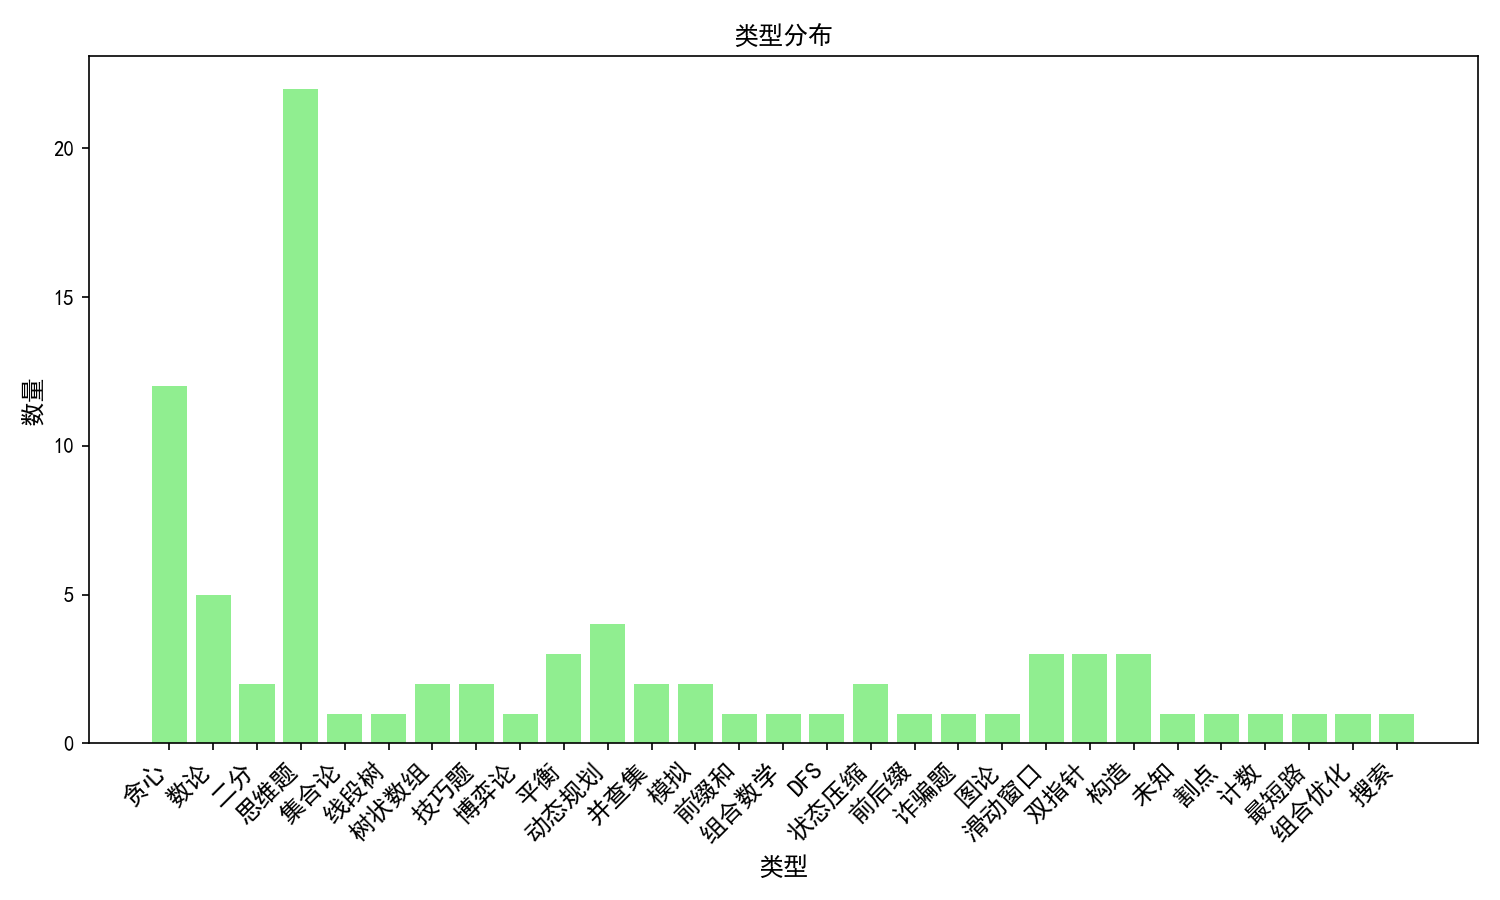 类型分布
数量
20
15
10
5
0
贪心
数论
二分
思维题
集合论
线段树
树状数组
技巧题
博弈论
平衡
动态规划
并查集
模拟
前缀和
组合数学
DFS
状态压缩
前后缀
诈骗题
图论
滑动窗口
双指针
构造
未知
割点
计数
最短路
组合优化
搜索
类型